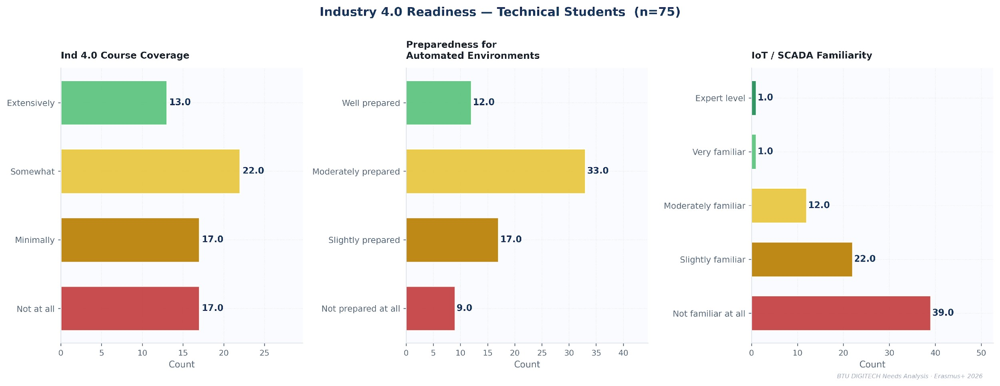 Industry 4.0 Readiness — Technical Students (n=75)
Ind 4.0 Course Coverage
Extensively
13.0
Somewhat
22.0
Minimally
17.0
Not at all
17.0
0 5 10 15 20 25
Count
Preparedness for
Automated Environments
Well prepared
12.0
Moderately prepared
33.0
Slightly prepared
17.0
Not prepared at all
9.0
0 5 10 15 20 25 30 35 40
Count
IoT / SCADA Familiarity
Expert level
1.0
Very familiar
1.0
Moderately familiar
12.0
Slightly familiar
22.0
Not familiar at all
39.0
0 10 20 30 40 50
Count
BTU DIGITECH Needs Analysis · Erasmus+ 2026